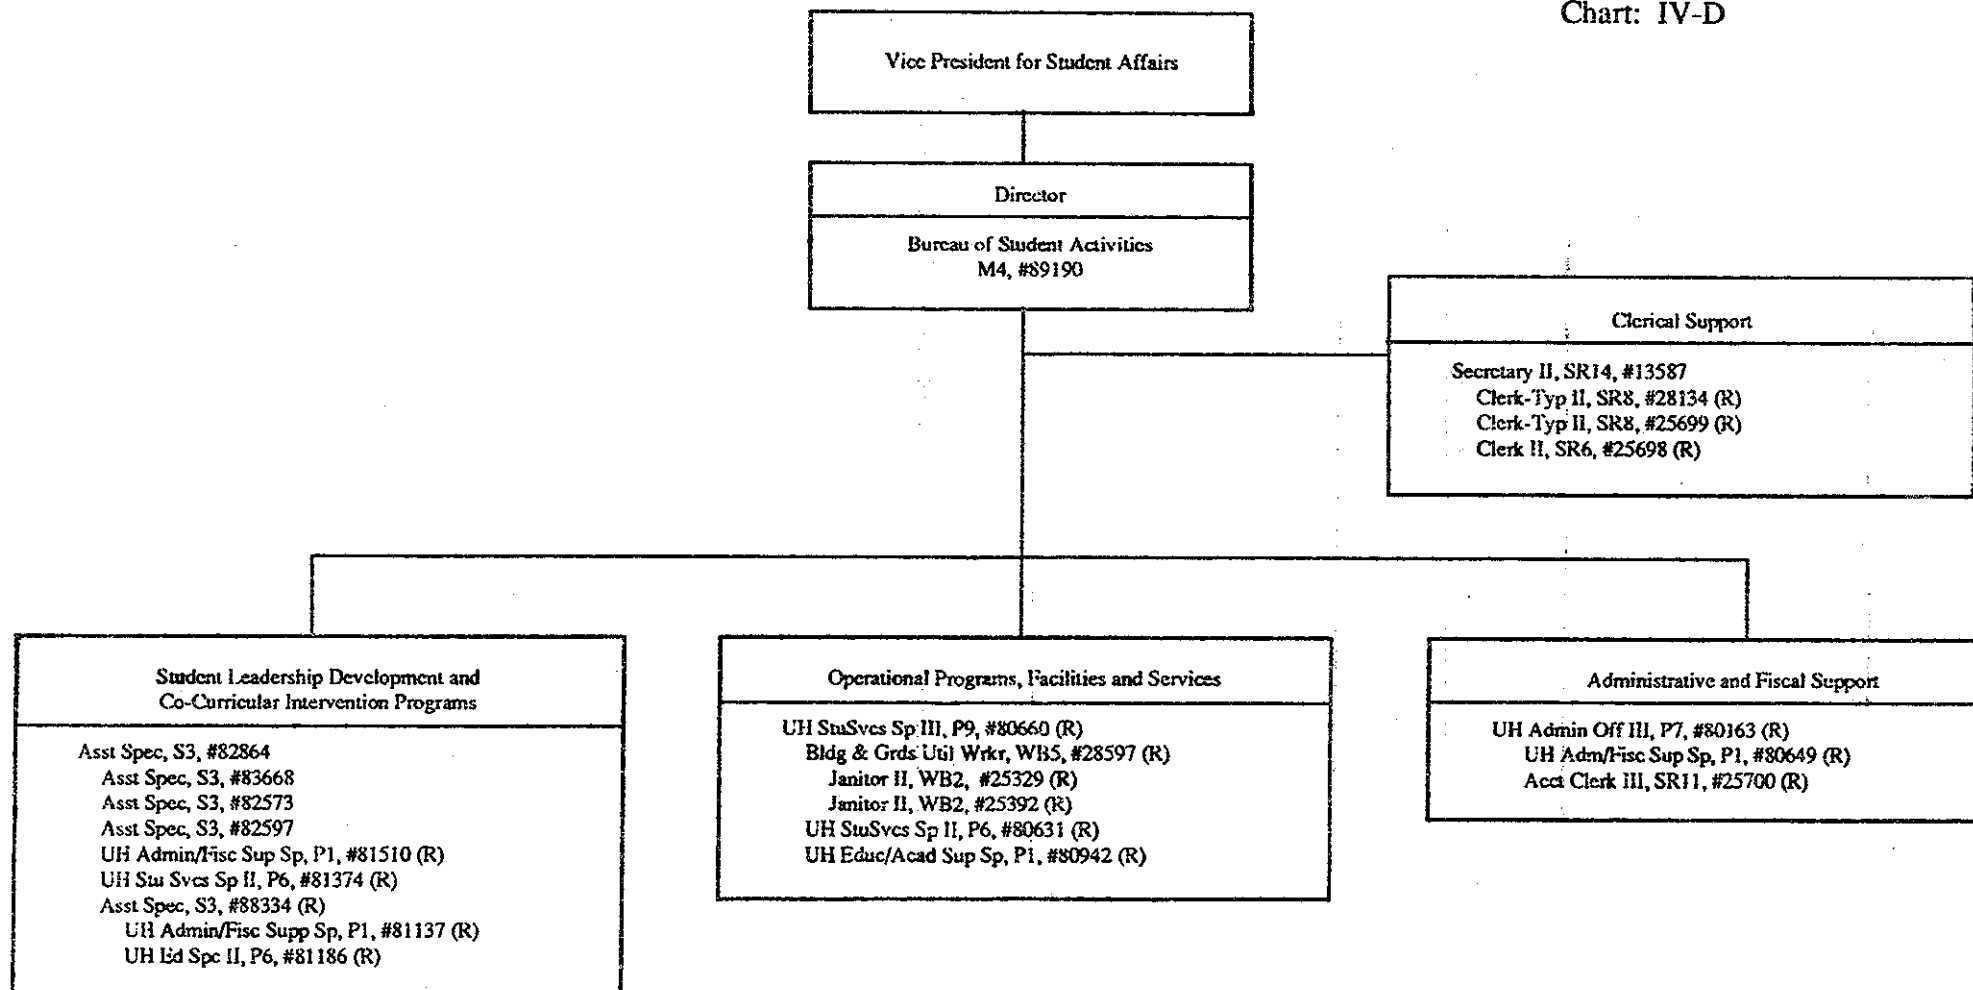 Chart: IV-D
Vice President for Student Affairs
Director
Bureau of Student Activities
M4, #89190
Clerical Support
Secretary II, SR14, #13587
Clerk-Typ II, SR8, #28134 (R)
Clerk-Typ II, SR8, #25699 (R)
Clerk II, SR6, #25698 (R)
Student Leadership Development and
Co-Curricular Intervention Programs
Asst Spec, S3, #82864
Asst Spec, S3, #83668
Asst Spec, S3, #82573
Asst Spec, S3, #82597
UH Admin/Fisc Sup Sp, P1, #81510 (R)
UH Stu Svcs Sp II, P6, #81374 (R)
Asst Spec, S3, #88334 (R)
UH Admin/Fisc Supp Sp, P1, #81137 (R)
UH Ed Spc II, P6, #81186 (R)
Operational Programs, Facilities and Services
UH StuSvcs Sp III, P9, #80660 (R)
Bldg & Grds Util Wrkr, WB5, #28597 (R)
Janitor II, WB2, #25329 (R)
Janitor II, WB2, #25392 (R)
UH StuSvcs Sp II, P6, #80631 (R)
UH Educ/Acad Sup Sp, P1, #80942 (R)
Administrative and Fiscal Support
UH Admin Off III, P7, #80163 (R)
UH Adm/Fisc Sup Sp, P1, #80649 (R)
Acct Clerk III, SR11, #25700 (R)